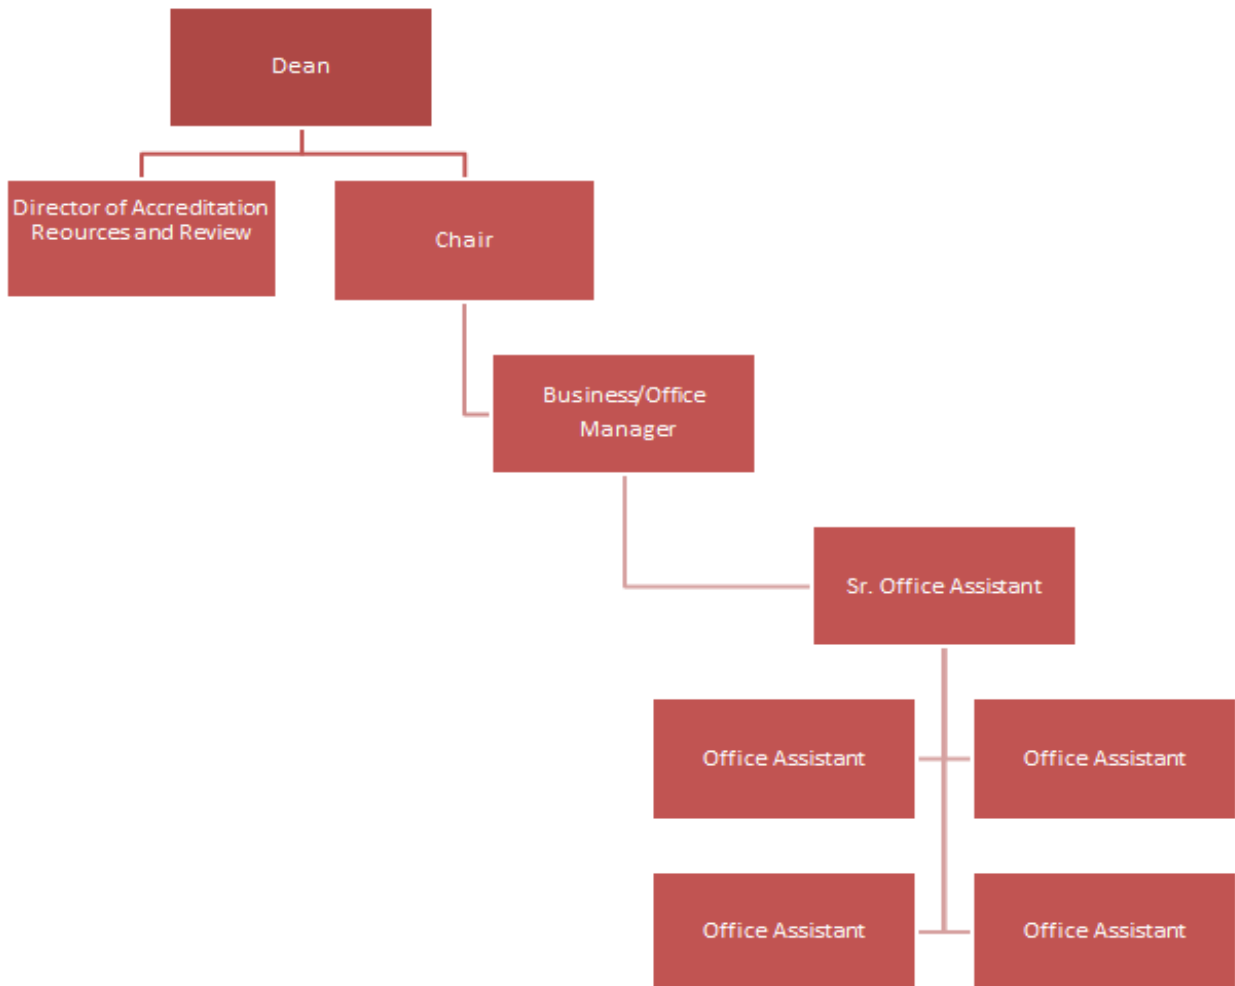 Dean
Director of Accreditation
Reources and Review
Chair
Business/Office
Manager
Sr. Office Assistant
Office Assistant
Office Assistant
Office Assistant
Office Assistant